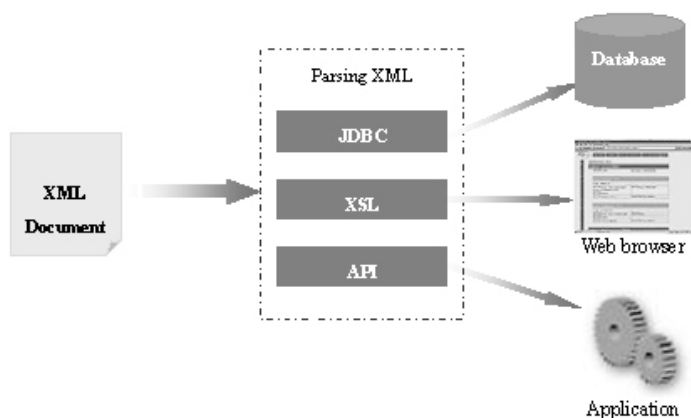 XML
Document
Parsing XML
JDBC
XSL
API
Database
Web browser
Application